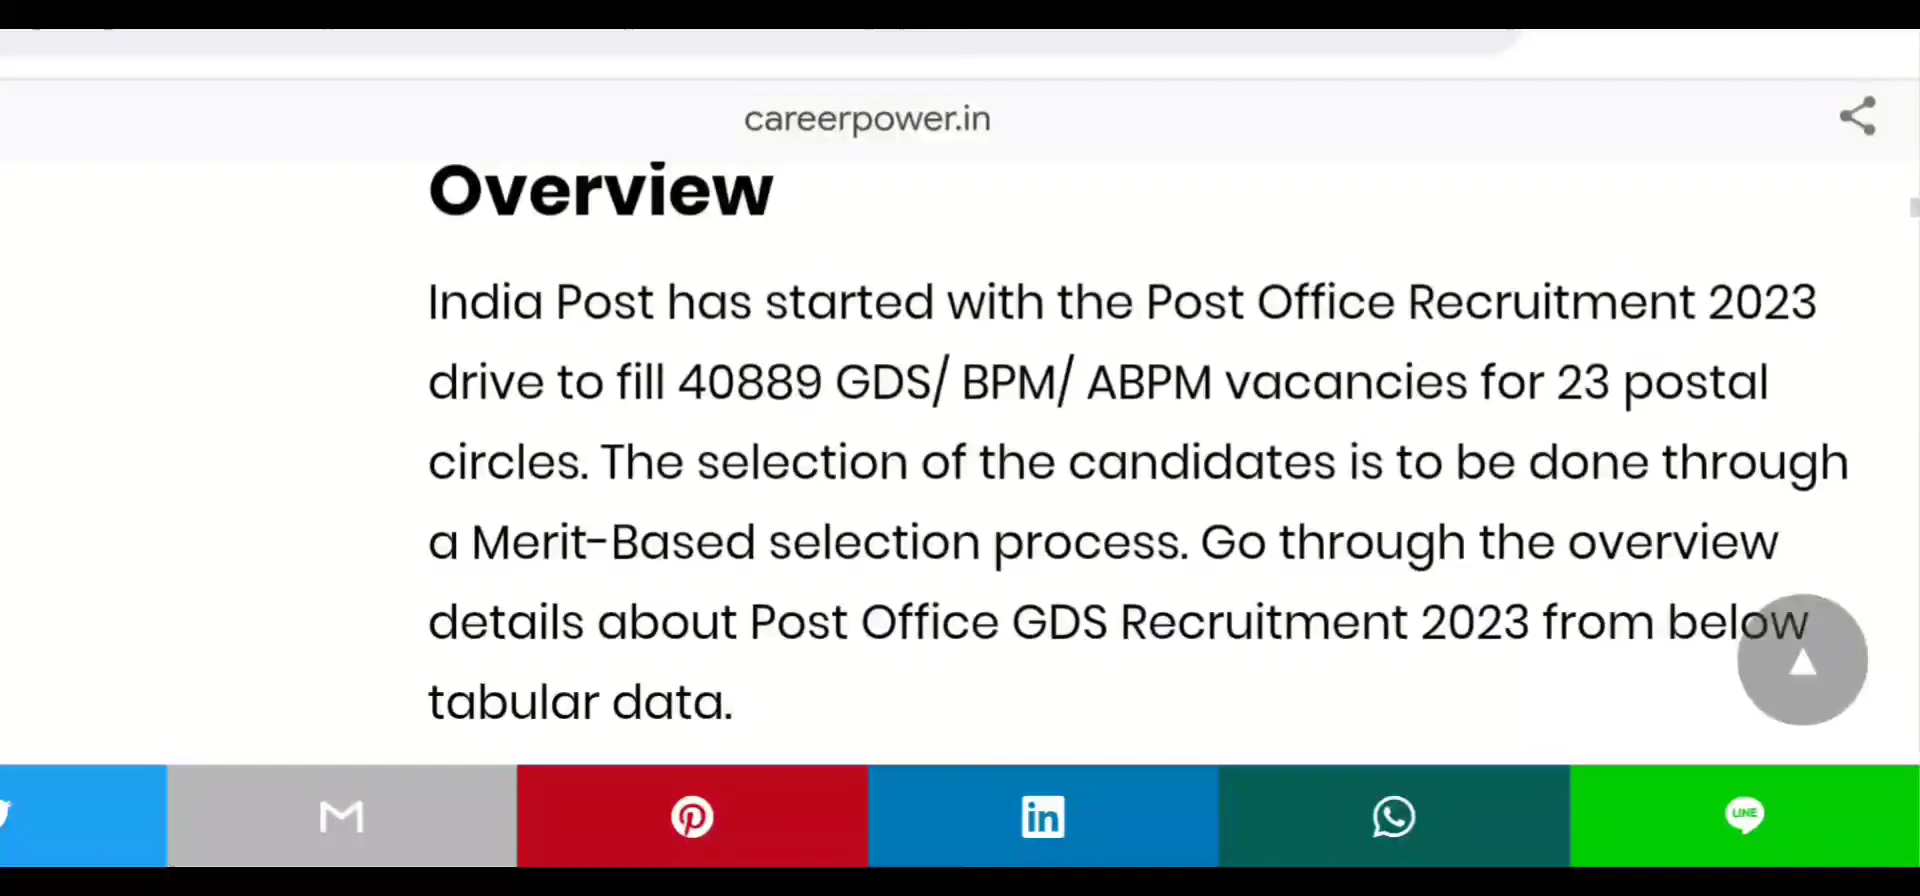 careerpower.in
Overview
India Post has started with the Post Office Recruitment 2023
drive to fill 40889 GDS/ BPM/ ABPM vacancies for 23 postal
circles. The selection of the candidates is to be done through
a Merit-Based selection process. Go through the overview
details about Post Office GDS Recruitment 2023 from below
tabular data.
LINE